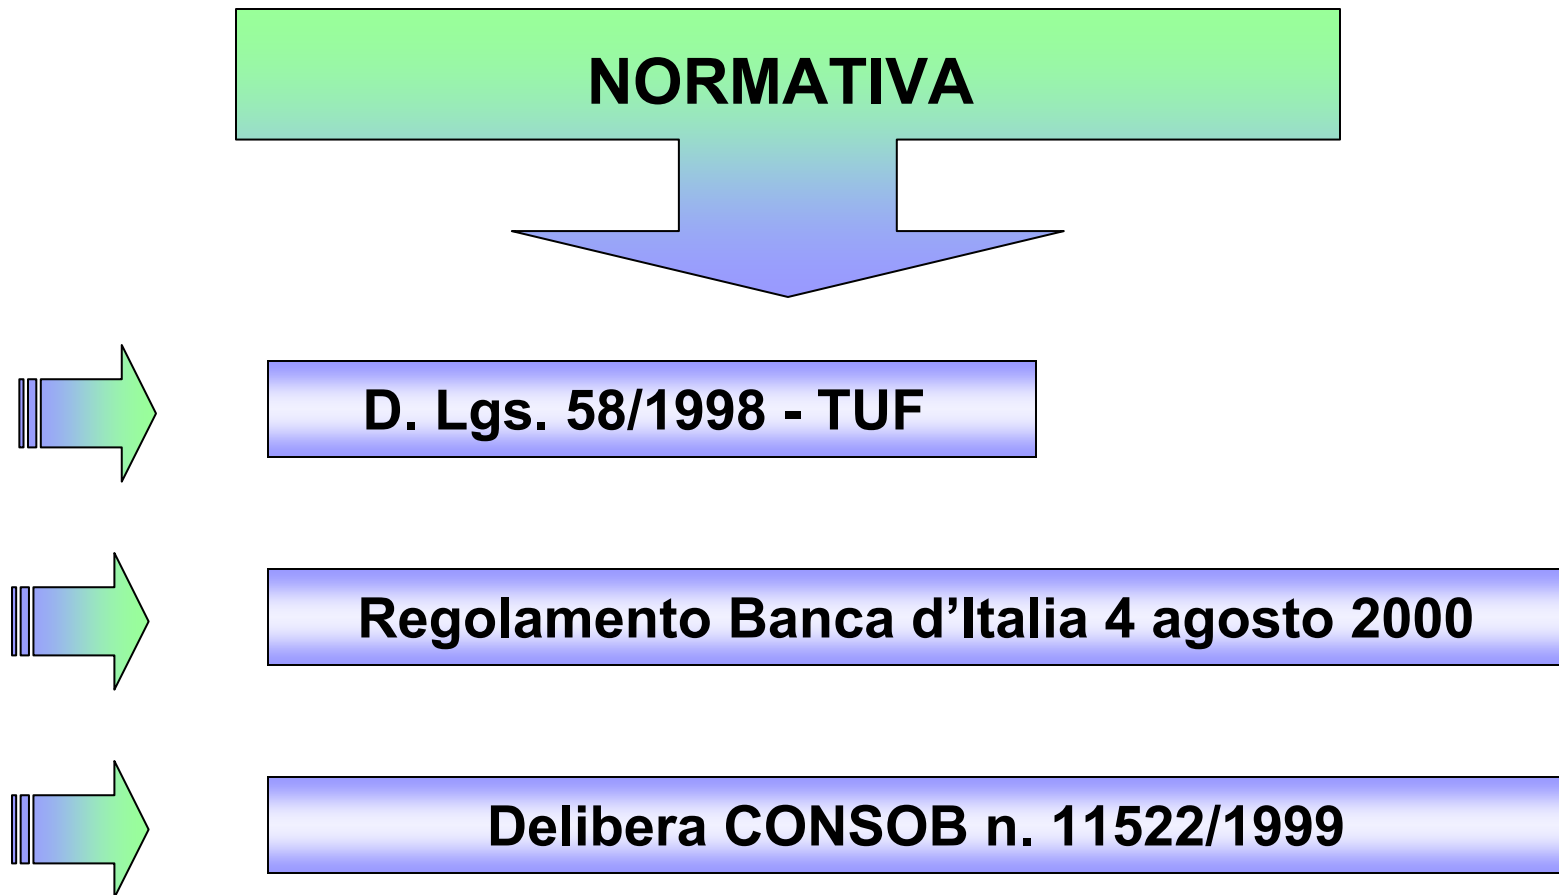 NORMATIVA
D. Lgs. 58/1998 - TUF
Regolamento Banca d’Italia 4 agosto 2000
Delibera CONSOB n. 11522/1999